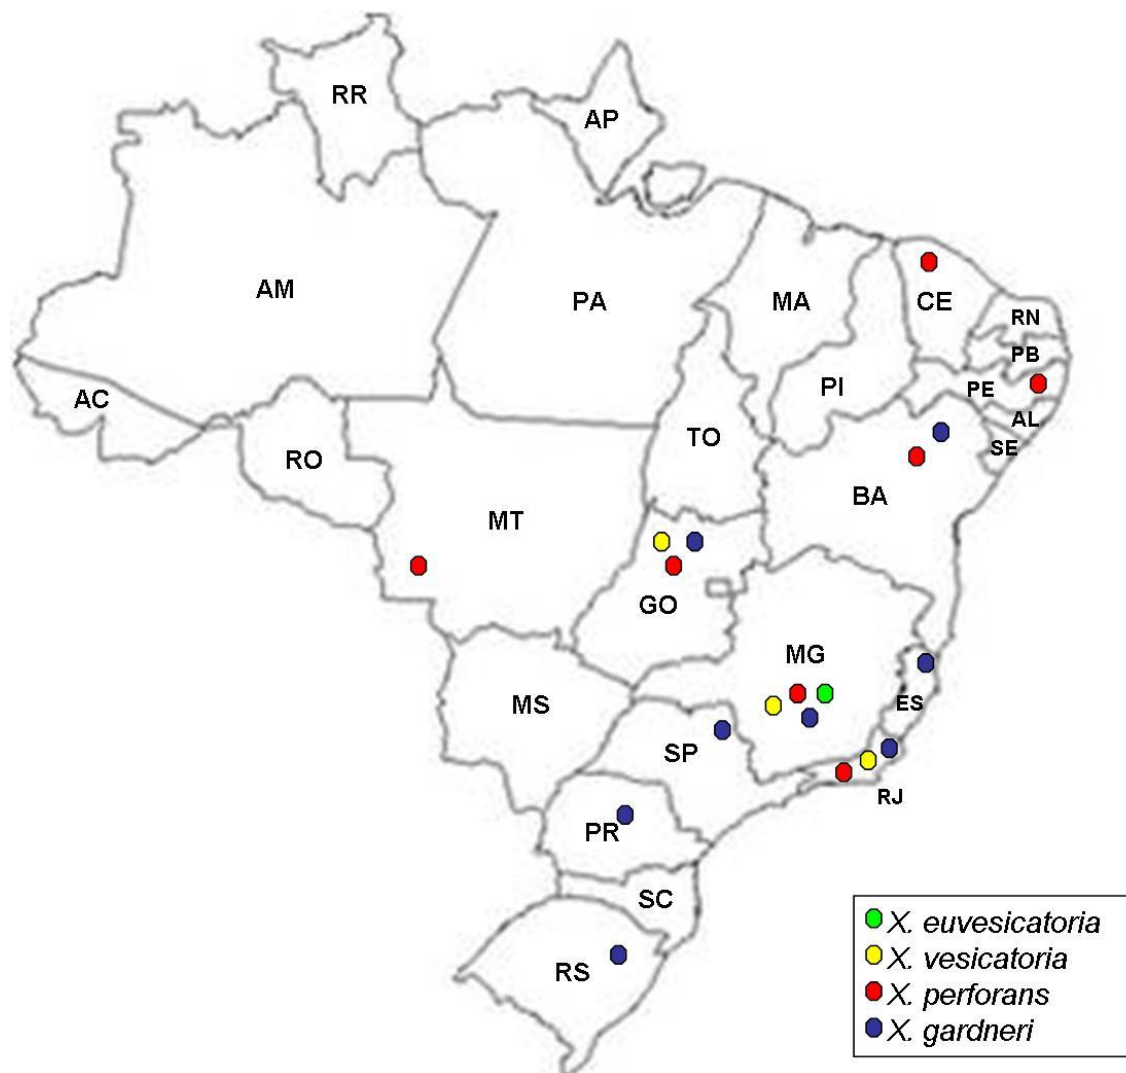 RR
AP
AM
PA
MA
CE
RN
PB
PE
PI
AL
AC
TO
SE
RO
BA
MT
GO
MG
MS
ES
SP
RJ
PR
SC
RS
X. euvesicatoria
X. vesicatoria
X. perforans
X. gardneri